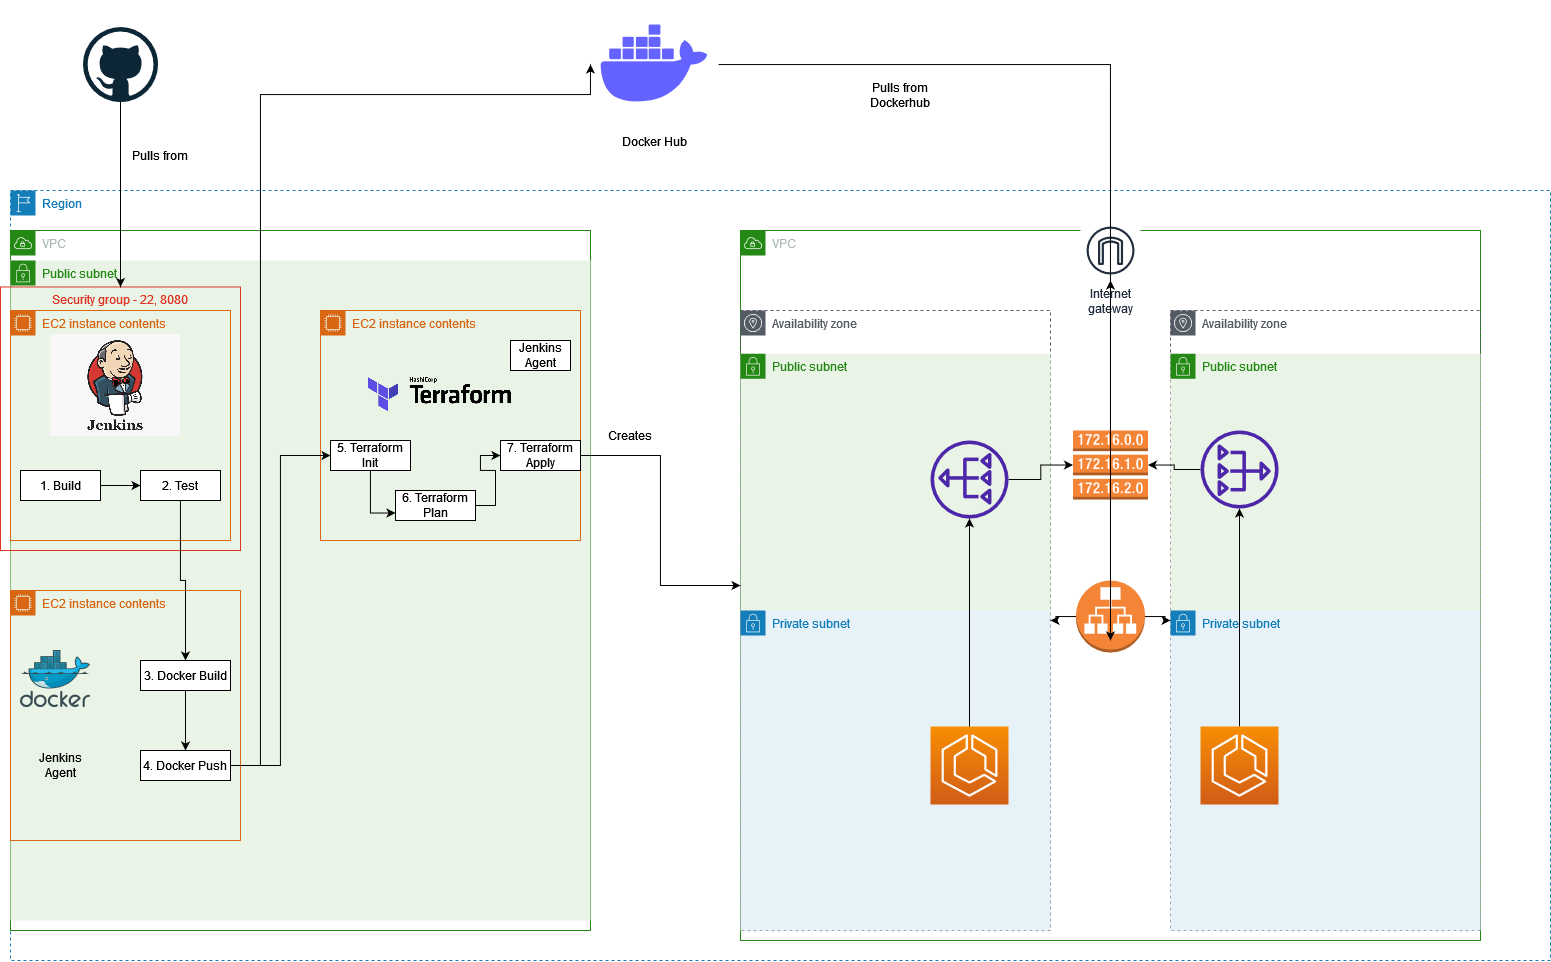 Pulls from
Docker Hub
Pulls from
Dockerhub
Region
VPC
Public subnet
Security group - 22, 8080
EC2 instance contents
Jenkins
1. Build
2. Test
EC2 instance contents
Jenkins
Agent
HashiCorp
Terraform
5. Terraform
Init
6. Terraform
Plan
7. Terraform
Apply
Creates
EC2 instance contents
docker
3. Docker Build
Jenkins
Agent
4. Docker Push
VPC
Internet
gateway
Availability zone
Public subnet
Availability zone
Public subnet
172.16.0.0
172.16.1.0
172.16.2.0
Private subnet
Private subnet